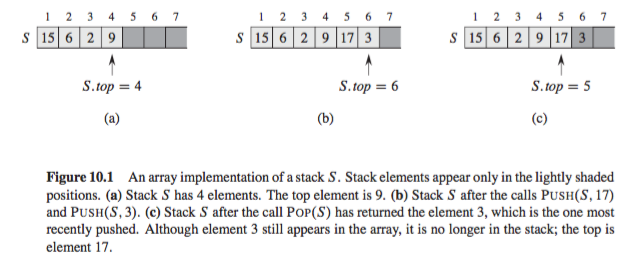 1 2 3 4 5 6 7
S 15 6 2 9
S.top = 4
(a)
1 2 3 4 5 6 7
S 15 6 2 9 17 3
S.top = 6
(b)
1 2 3 4 5 6 7
S 15 6 2 9 17 3
S.top = 5
(c)
Figure 10.1 An array implementation of a stack S. Stack elements appear only in the lightly shaded
positions. (a) Stack S has 4 elements. The top element is 9. (b) Stack S after the calls PUSH(S, 17)
and PUSH(S, 3). (c) Stack S after the call POP(S) has returned the element 3, which is the one most
recently pushed. Although element 3 still appears in the array, it is no longer in the stack; the top is
element 17.